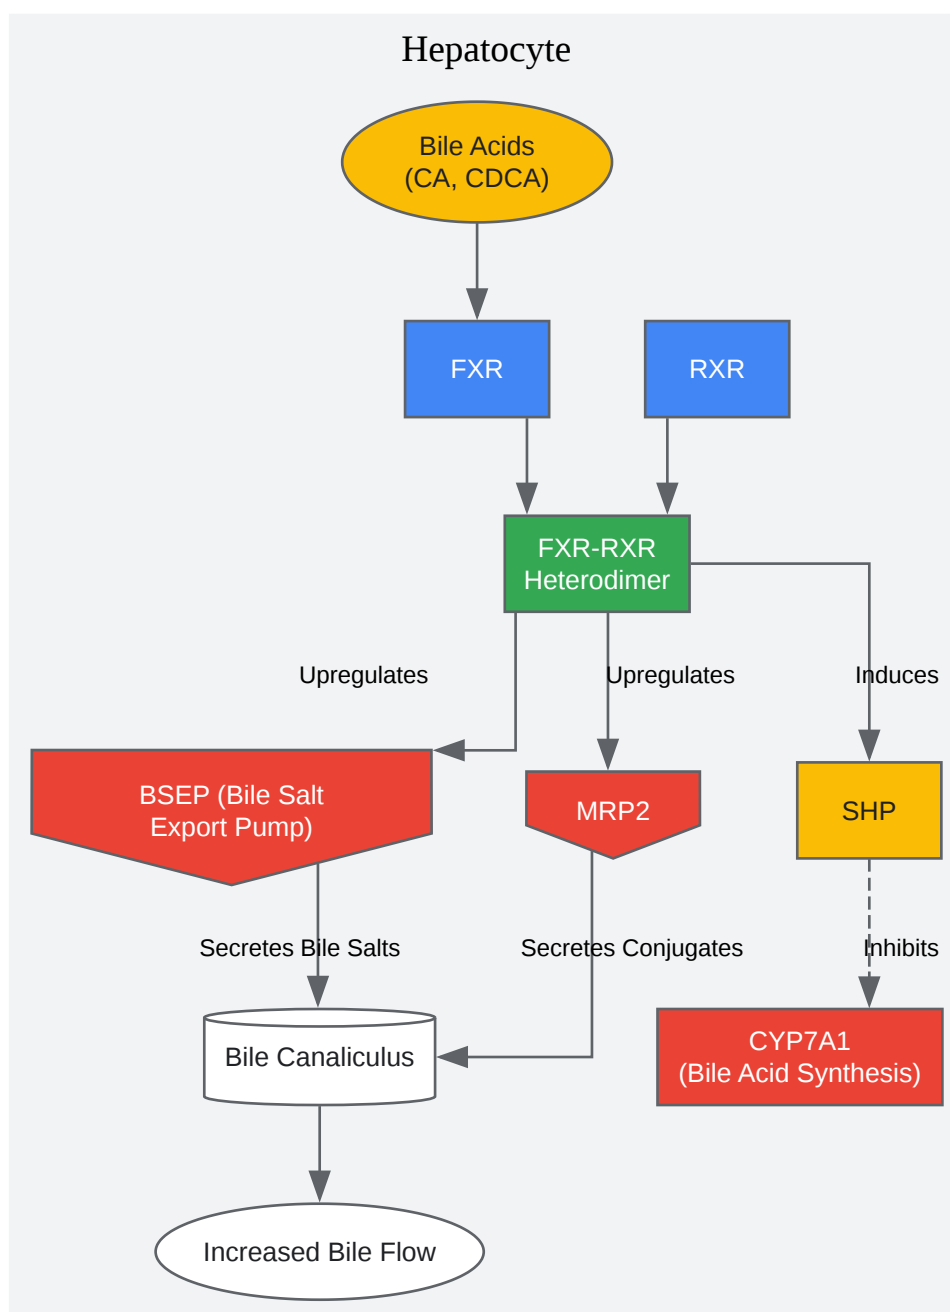 Hepatocyte
Bile Acids
(CA, CDCA)
FXR
RXR
FXR-RXR
Heterodimer
Upregulates
Upregulates
Induces
BSEP (Bile Salt
Export Pump)
MRP2
SHP
Secretes Bile Salts
Secretes Conjugates
Inhibits
Bile Canaliculus
CYP7A1
(Bile Acid Synthesis)
Increased Bile Flow